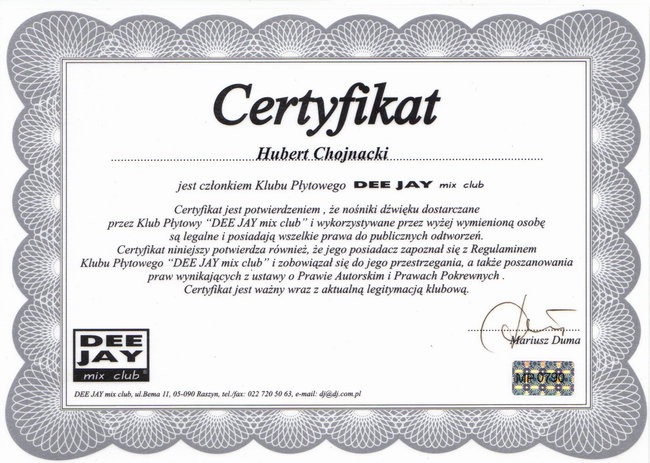 Certyfikat
Hubert Chojnacki
jest członkiem Klubu Płytowego DEE JAY mix club
Certyfikat jest potwierdzeniem , że nośniki dźwięku dostarczane
przez Klub Płytowy “DEE JAY mix club” i wykorzystywane przez wyżej wymienioną osobę
są legalne i posiadają wszelkie prawa do publicznych odtworzeń.
Certyfikat niniejszy potwierdza również, że jego posiadacz zapoznał się z Regulaminem
Klubu Płytowego “DEE JAY mix club” i zobowiązał się do jego przestrzegania, a także poszanowania
praw wynikających z ustawy o Prawie Autorskim i Prawach Pokrewnych .
Certyfikat jest ważny wraz z aktualną legitymacją klubową.
Mariusz Duma
DEE
JAY
mix club
MP 0790
DEE JAY mix club, ul.Bema 11, 05-090 Raszyn, tel./fax: 022 720 50 63, e-mail: dj@dj.com.pl